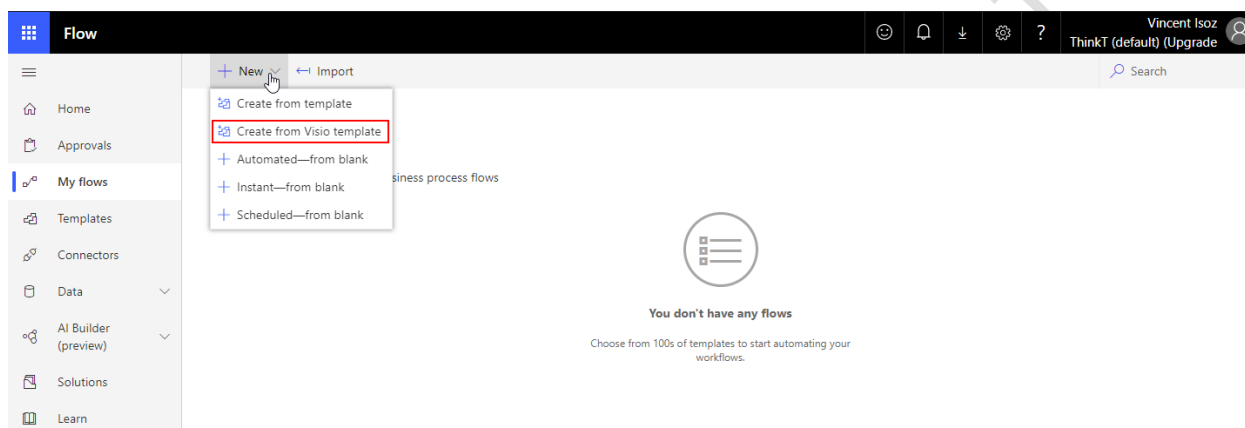 Flow
?
Vincent Isoz
ThinkT (default) (Upgrade
New
Import
Search
Home
Approvals
My flows
Templates
Connectors
Data
AI Builder
(preview)
Solutions
Learn
Create from template
Create from Visio template
Automated—from blank
Instant—from blank
Scheduled—from blank
siness process flows
You don't have any flows
Choose from 100s of templates to start automating your
workflows.